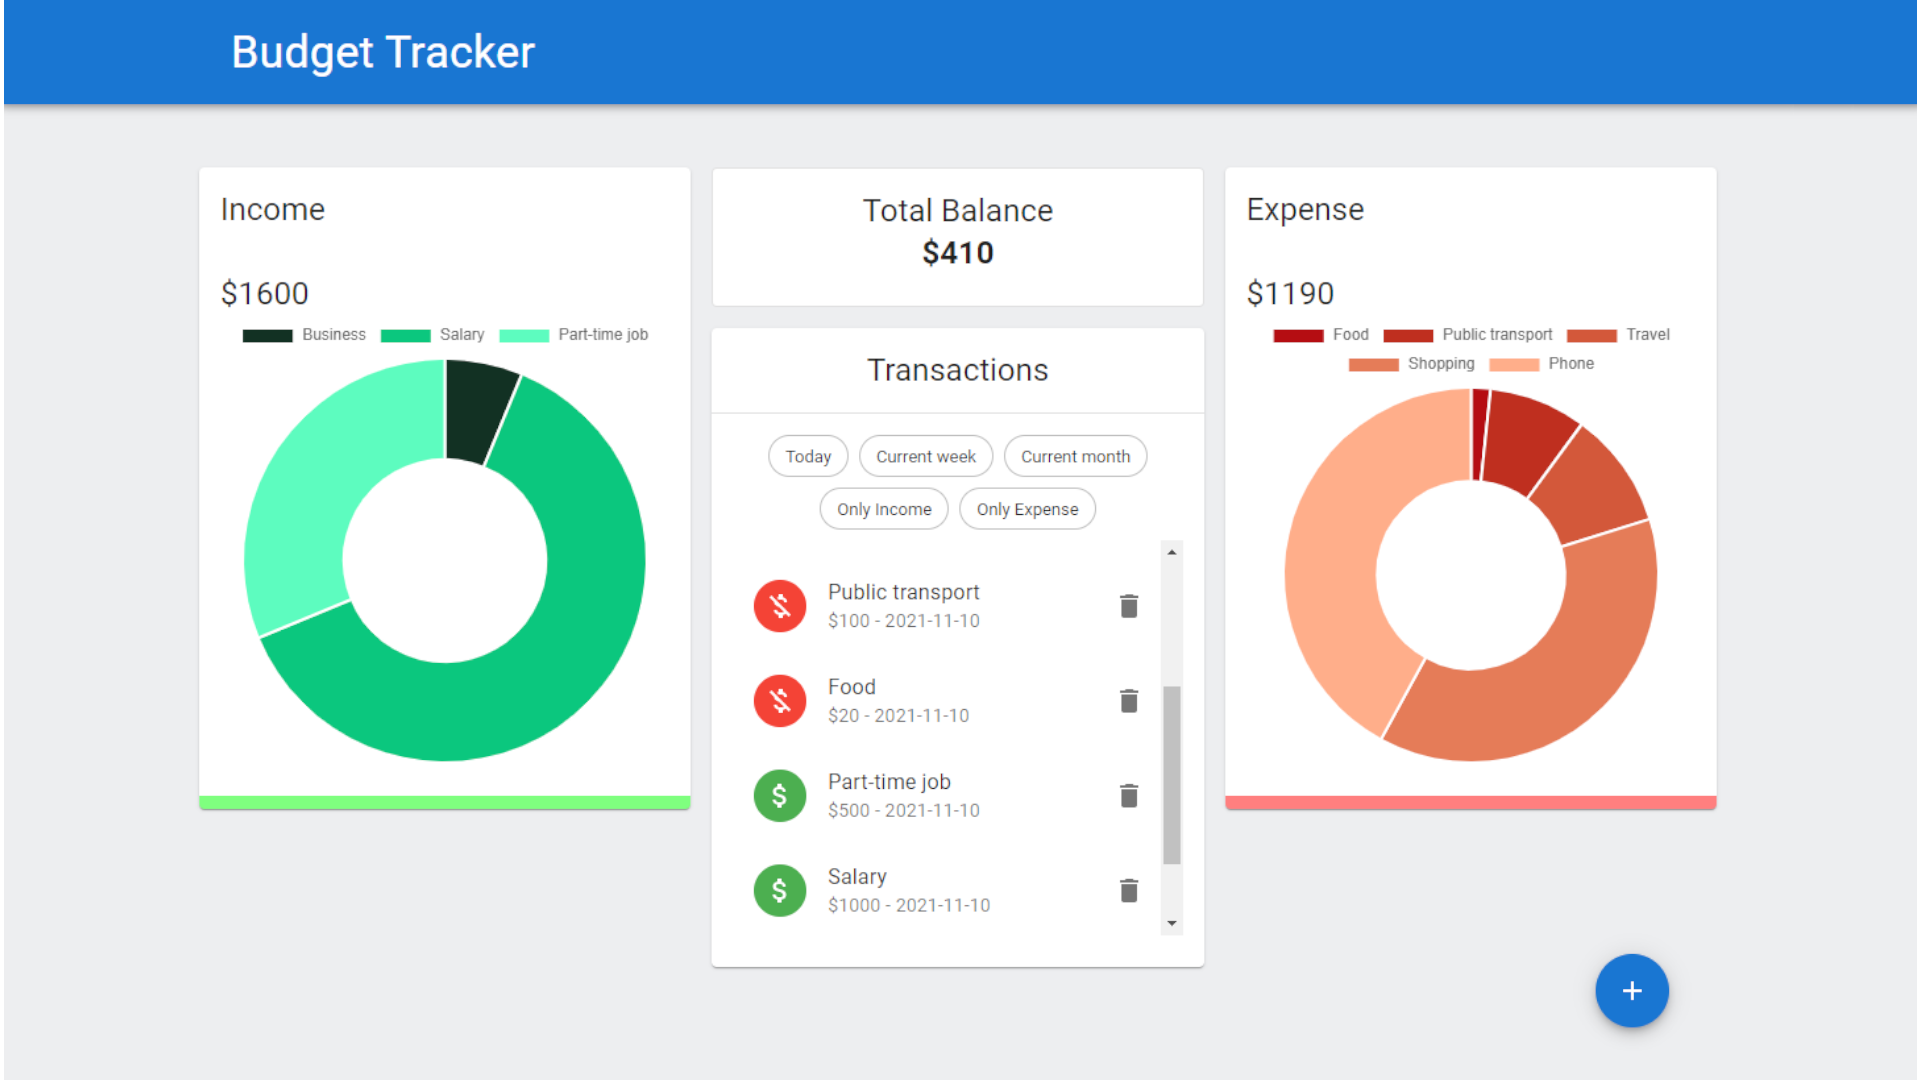 Budget Tracker
Income
$1600
Business Salary Part-time job
Total Balance
$410
Transactions
Today Current week Current month
Only Income Only Expense
Public transport
$100 - 2021-11-10
Food
$20 - 2021-11-10
Part-time job
$500 - 2021-11-10
Salary
$1000 - 2021-11-10
Expense
$1190
Food Public transport Travel
Shopping Phone